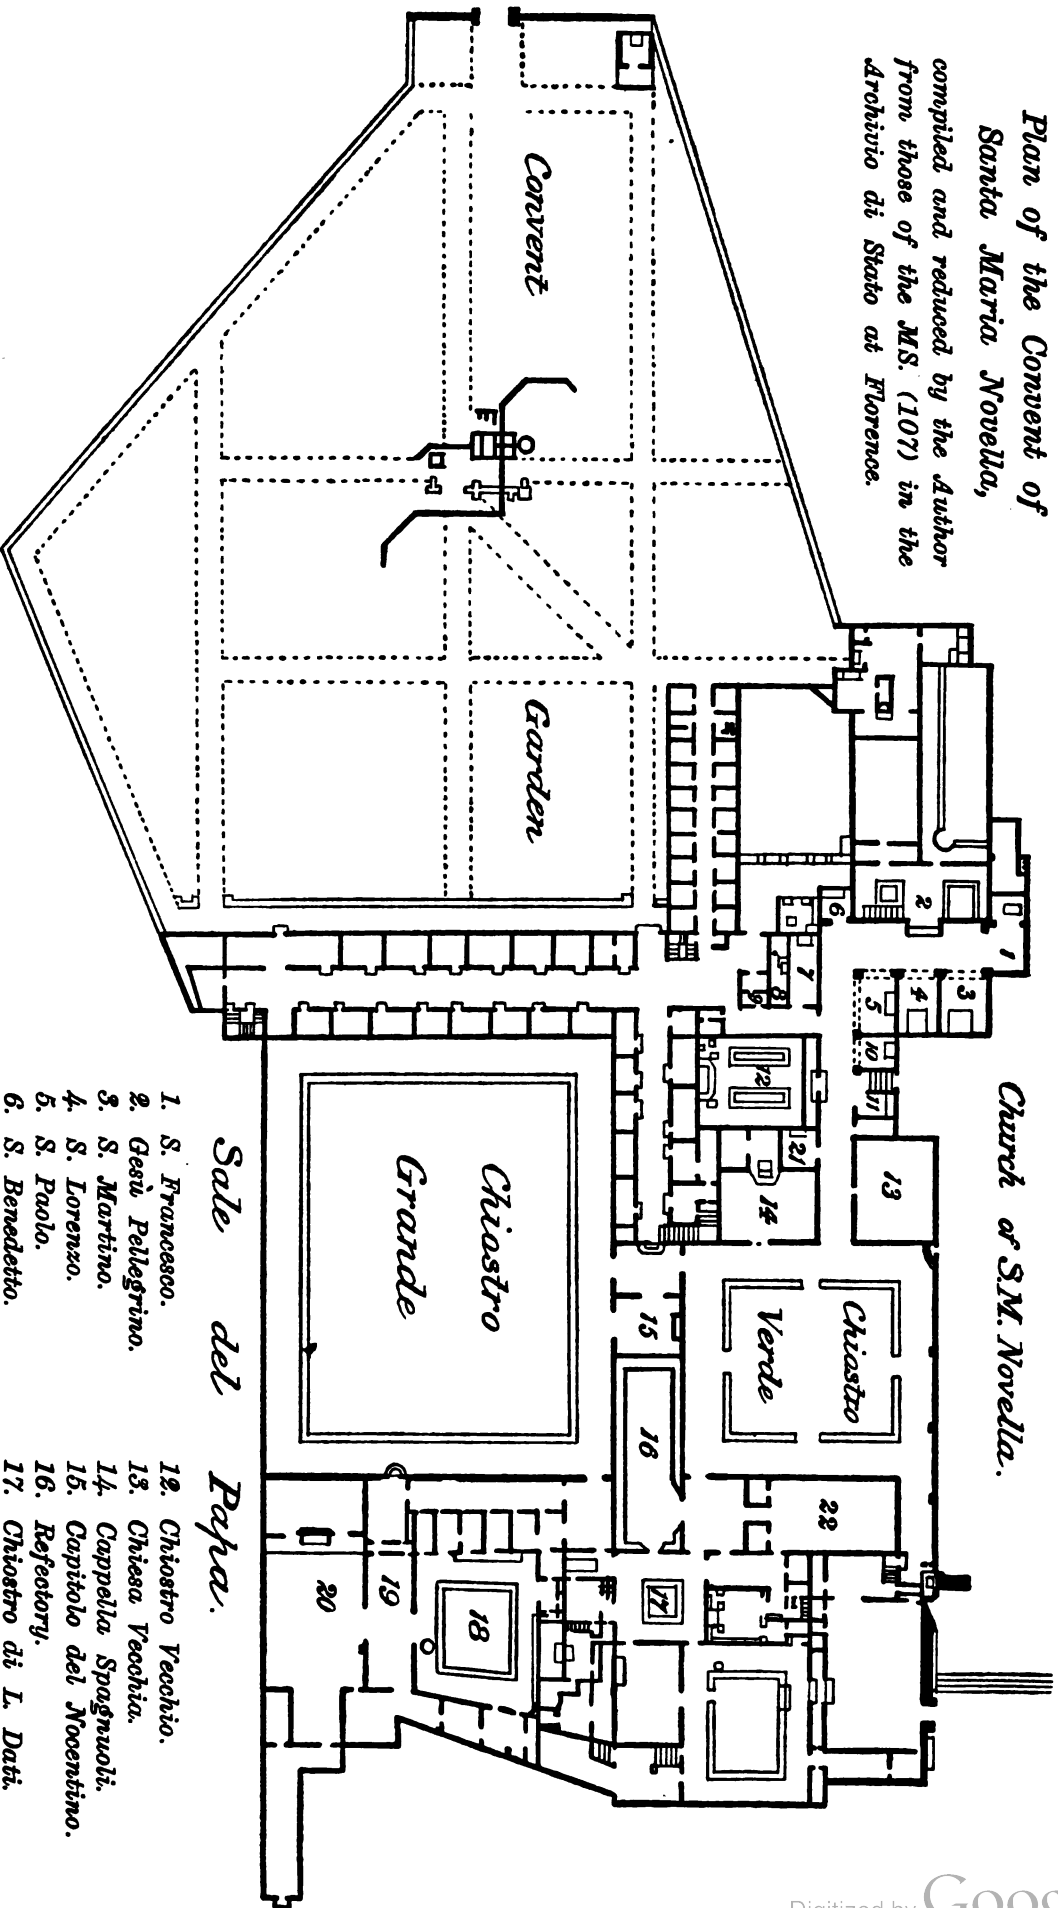 Plan of the Convent of
Santa Maria Novella,
compiled and reduced by the Author
from those of the MS. (107) in the
Archivio di Stato at Florence.
Convent
Garden
Church of S.M. Novella.
1
2
3
4
5
6
7
8
9
10
11
12
13
14
21
Chiostro
Verde
15
16
22
17
18
19
20
Chiostro
Grande
Sale del Papa.
1. S. Francesco.
2. Gesù Pellegrino.
3. S. Martino.
4. S. Lorenzo.
5. S. Paolo.
6. S. Benedetto.
12. Chiostro Vecchio.
13. Chiesa Vecchia.
14. Cappella Spagnuoli.
15. Capitolo del Nocentino.
16. Refectory.
17. Chiostro di L. Dati.
Digitized by Goo